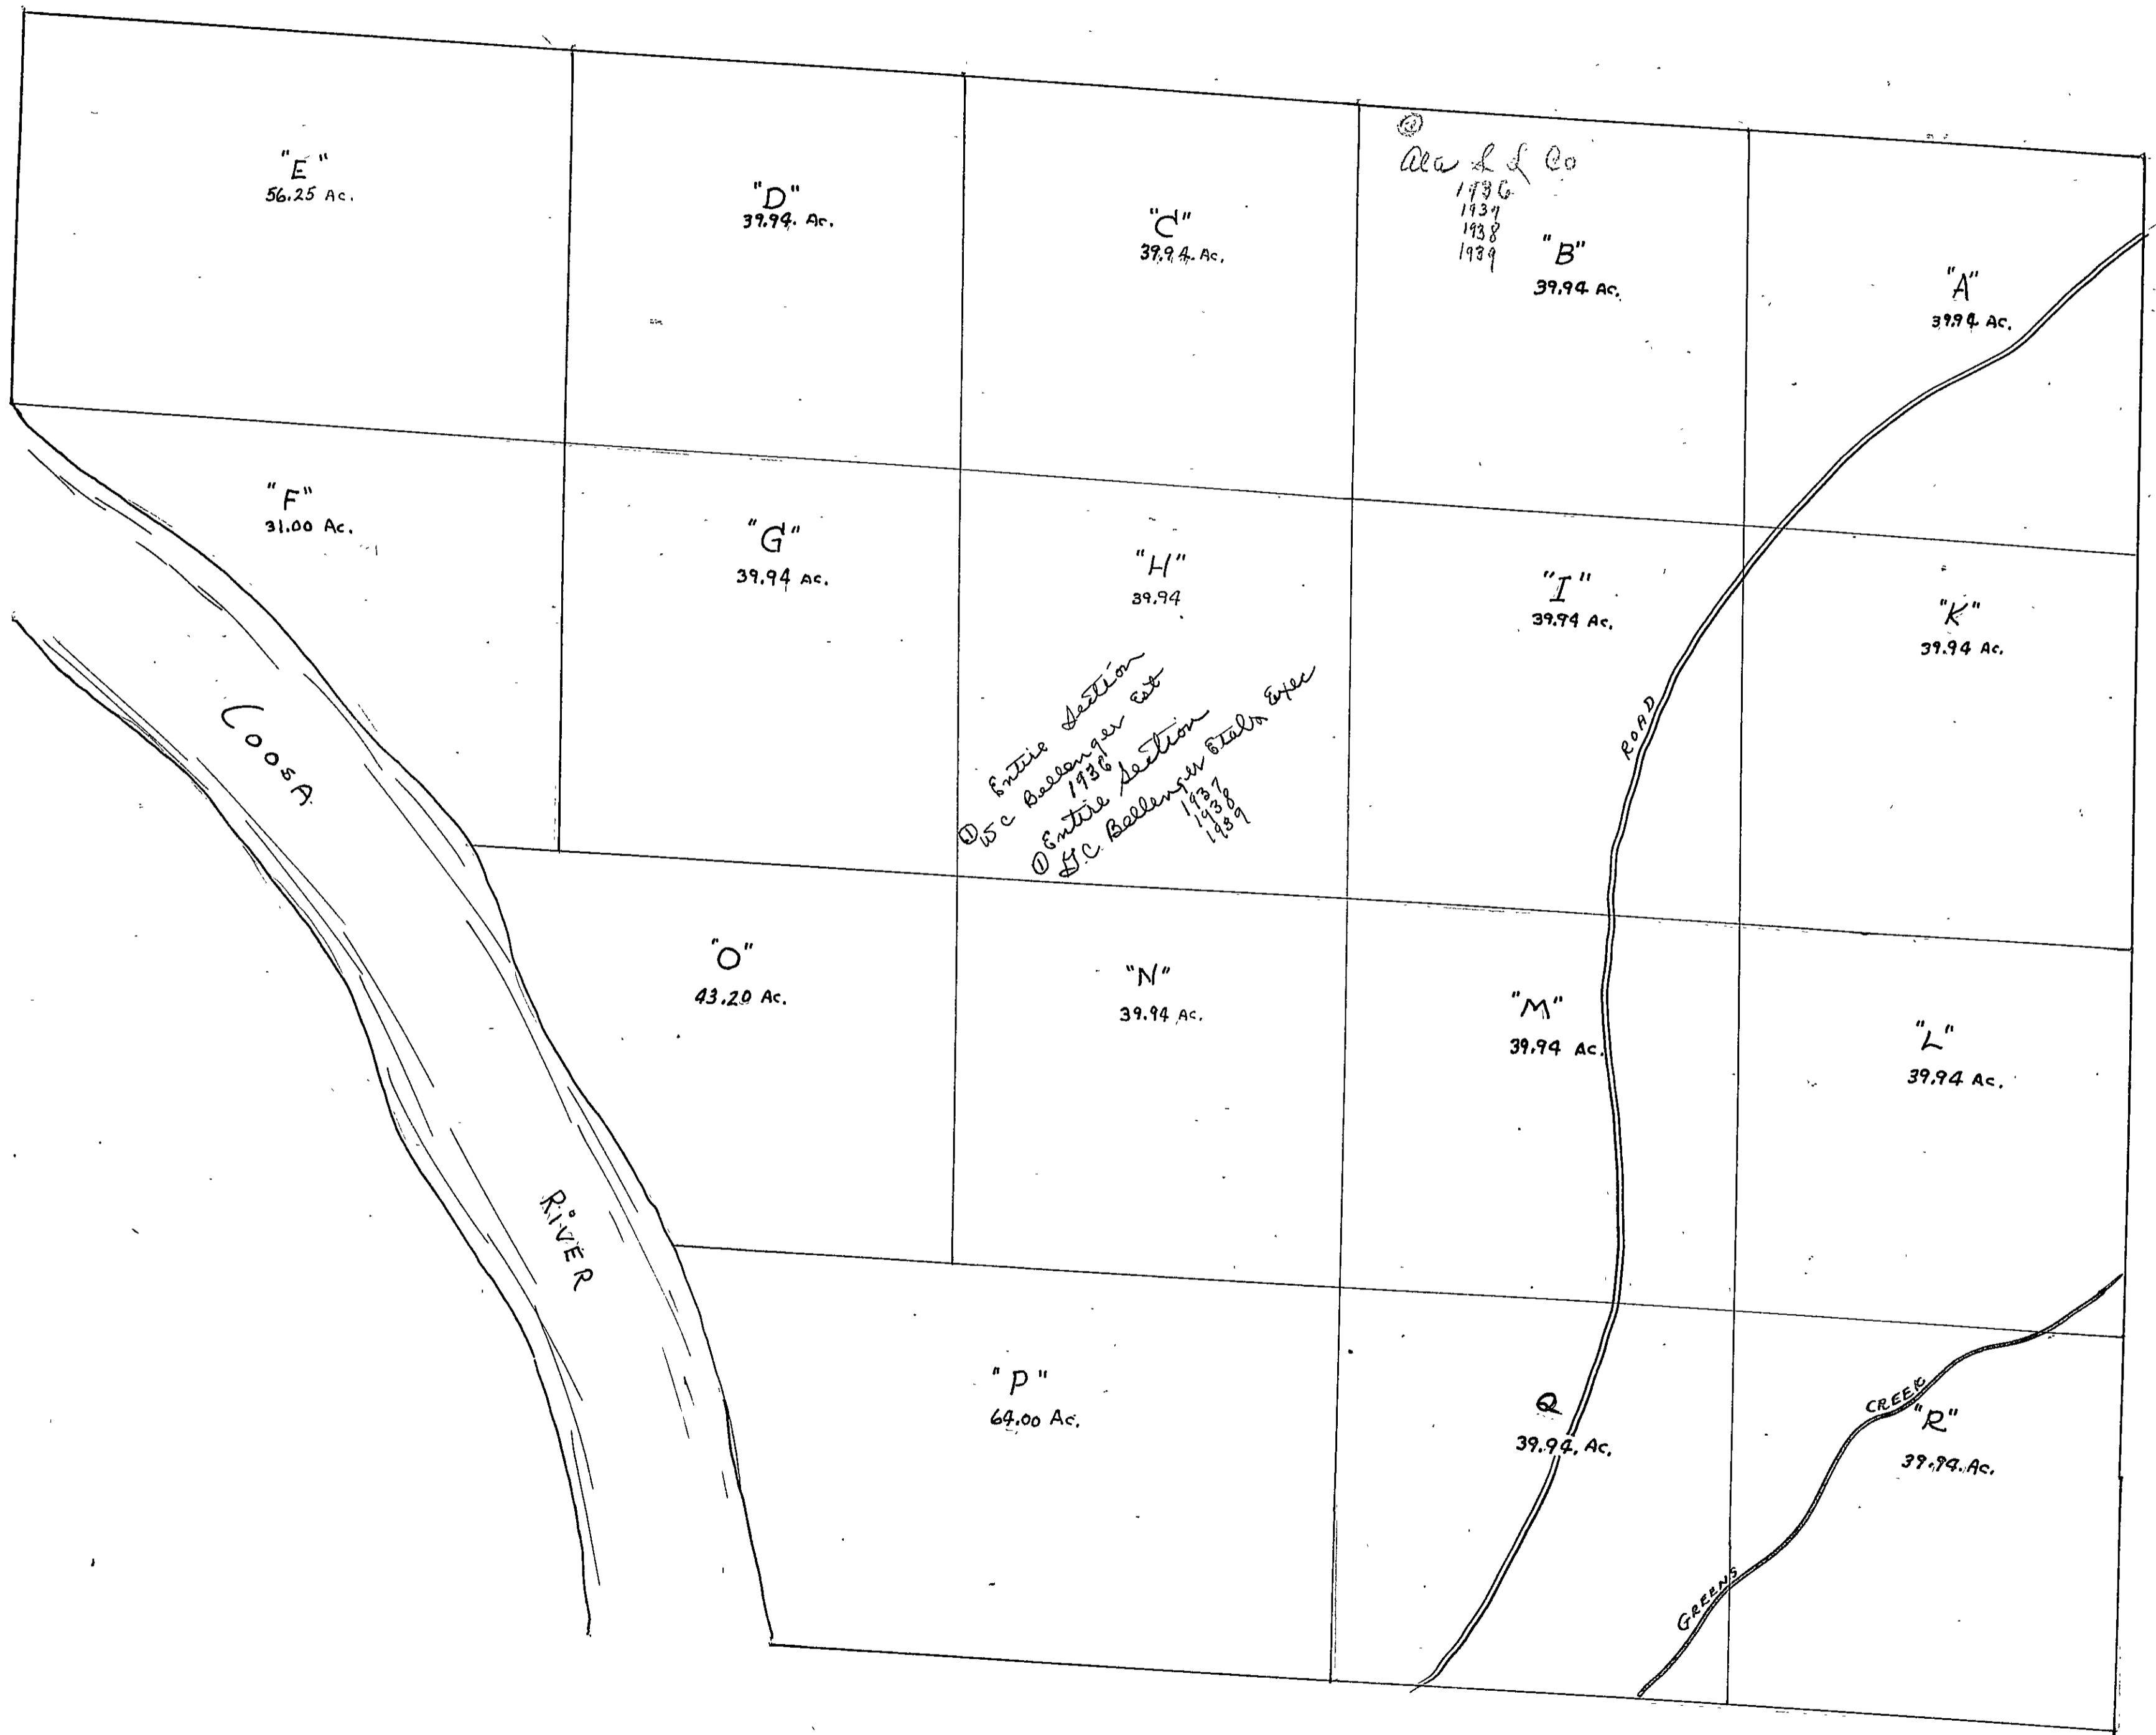 "E"
56.25 Ac.
"D"
39.94. Ac.
"C"
39.94. Ac.
②
Ala & L Co
1936
1937
1938
1939
"B"
39.94 Ac.
"A"
39.94 Ac.
"F"
31.00 Ac.
"G"
39.94 Ac.
"H"
39.94
Entire Section
① W C Bellenger Est
1936
① Entire Section
G.C. Bellenger Exec
1937
1938
1939
"I"
39.94 Ac.
"K"
39.94 Ac.
ROAD
COOSA
RIVER
"O"
43.20 Ac.
"N"
39.94 Ac.
"M"
39.94 Ac.
"L"
39.94 Ac.
"P"
64.00 Ac.
Q
39.94. Ac.
GREENS CREEK
"R"
39.94. Ac.